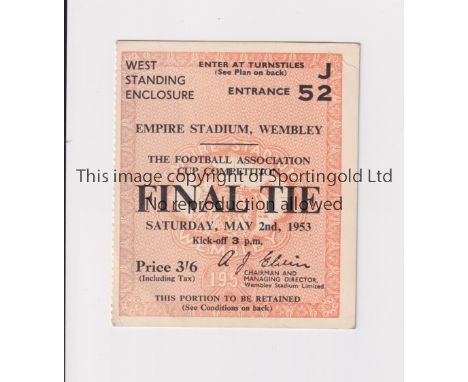 WEST
STANDING
ENCLOSURE
ENTER AT TURNSTILES
(See Plan on back)
J
ENTRANCE 52
EMPIRE STADIUM, WEMBLEY
THE FOOTBALL ASSOCIATION
CUP COMPETITION
This image copyright of Sportingold Ltd
FINAL TIE
No reproduction allowed
SATURDAY, MAY 2nd, 1953
Kick-off 3 p.m.
Price 3/6
(Including Tax)
A J Elvin
CHAIRMAN AND
MANAGING DIRECTOR,
Wembley Stadium Limited
THIS PORTION TO BE RETAINED
(See Conditions on back)